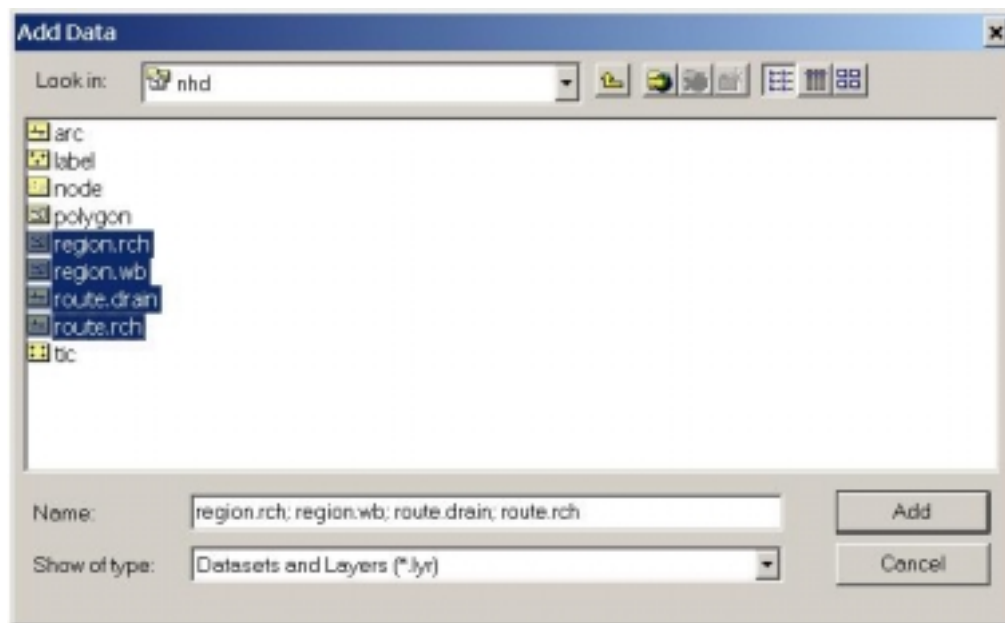 Add Data
Look in: nhd
arc
label
node
polygon
region.rch
region.wb
route.drain
route.rch
tic
Name: region.rch; region.wb; route.drain; route.rch Add
Show of type: Datasets and Layers (*.lyr) Cancel